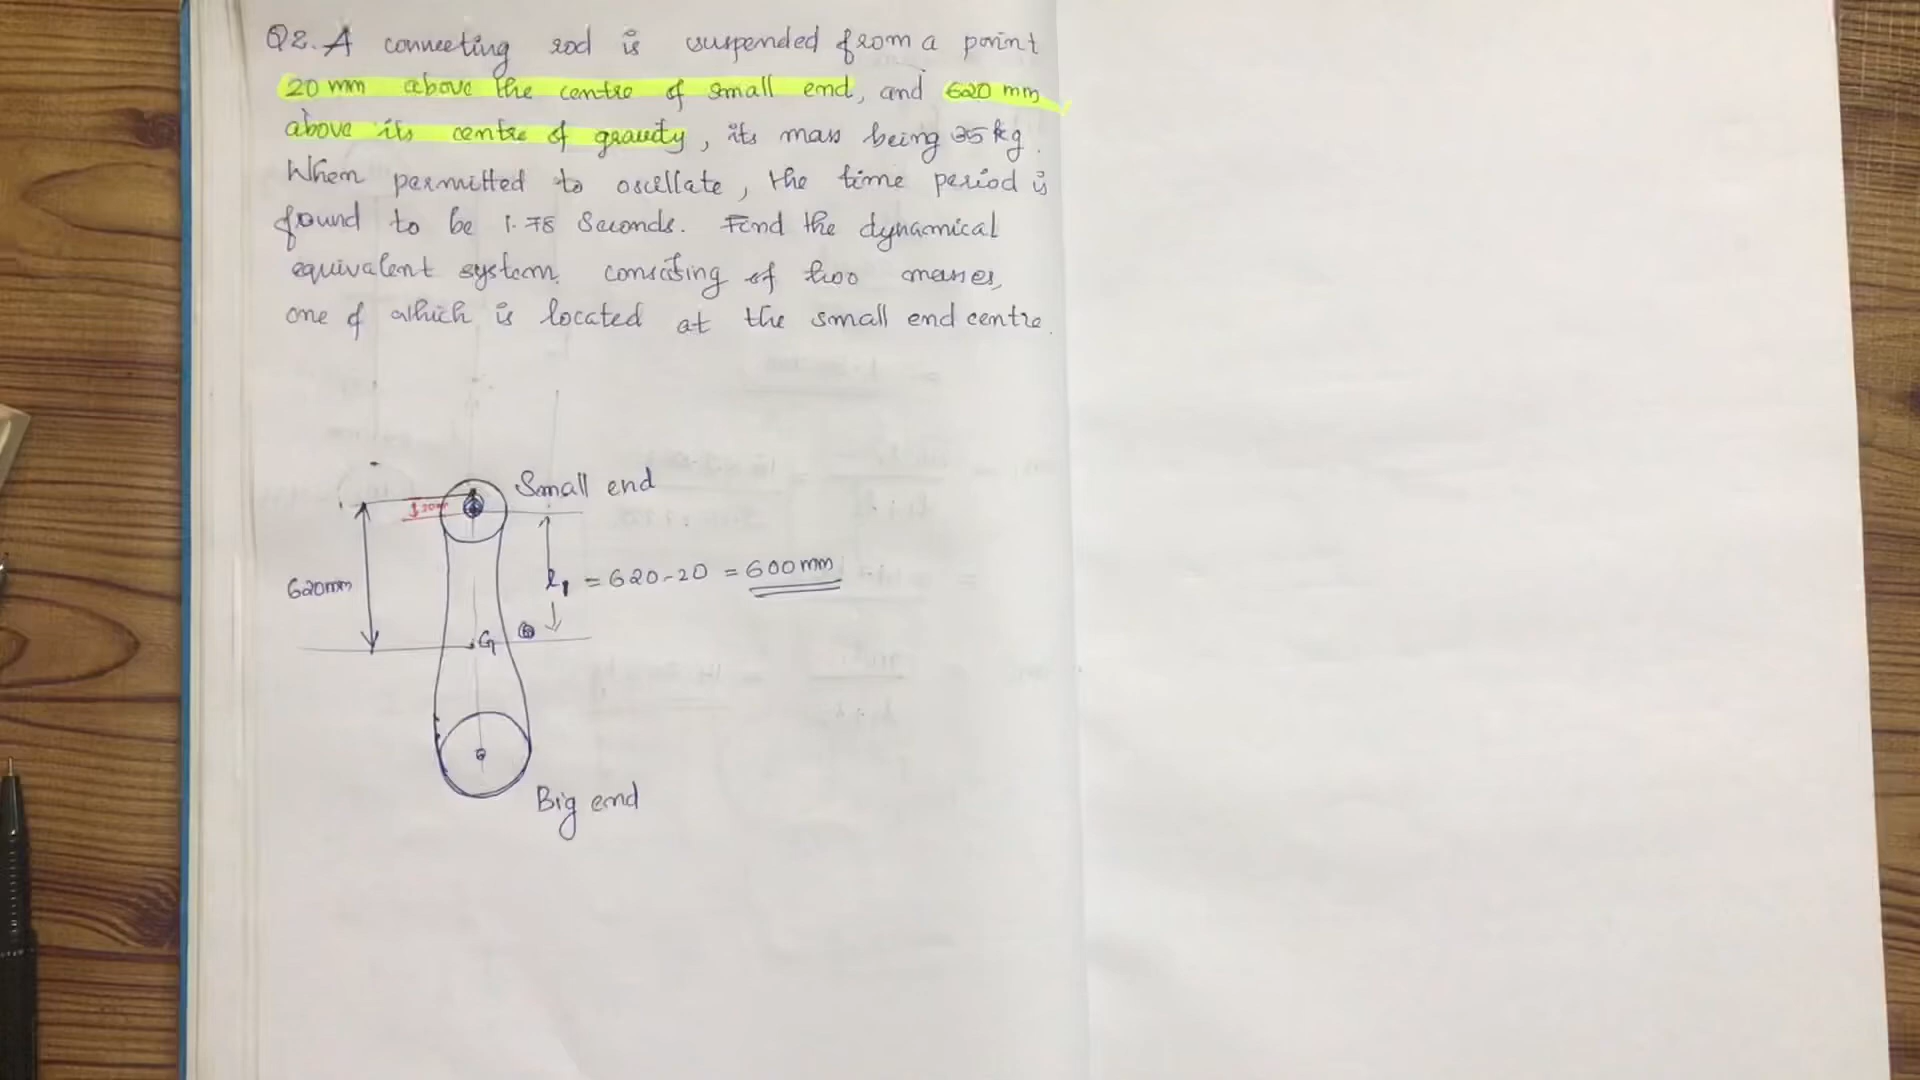 Q2. A connecting rod is suspended from a point
20 mm above the centre of small end, and 620 mm
above its centre of gravity, its mass being 35 kg.
When permitted to oscellate, the time period is
found to be 1.78 Seconds. Find the dynamical
equivalent system consisting of two masses,
one of which is located at the small end centre.
Small end
20mm
620mm
l₁ = 620-20 = 600mm
G
Big end